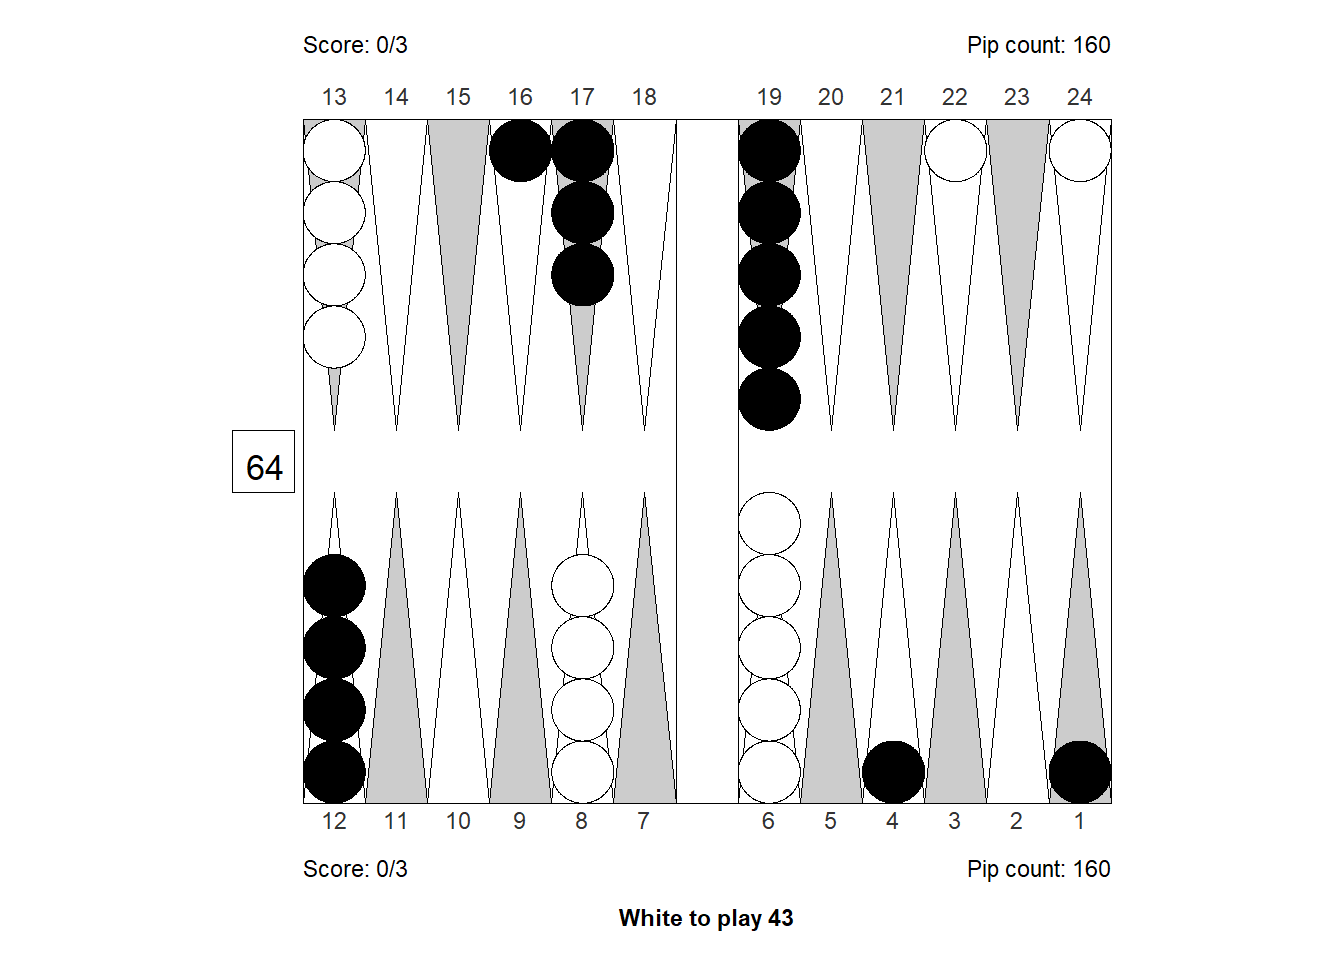 Score: 0/3 Pip count: 160
13 14 15 16 17 18 19 20 21 22 23 24
64
12 11 10 9 8 7 6 5 4 3 2 1
Score: 0/3 Pip count: 160
White to play 43